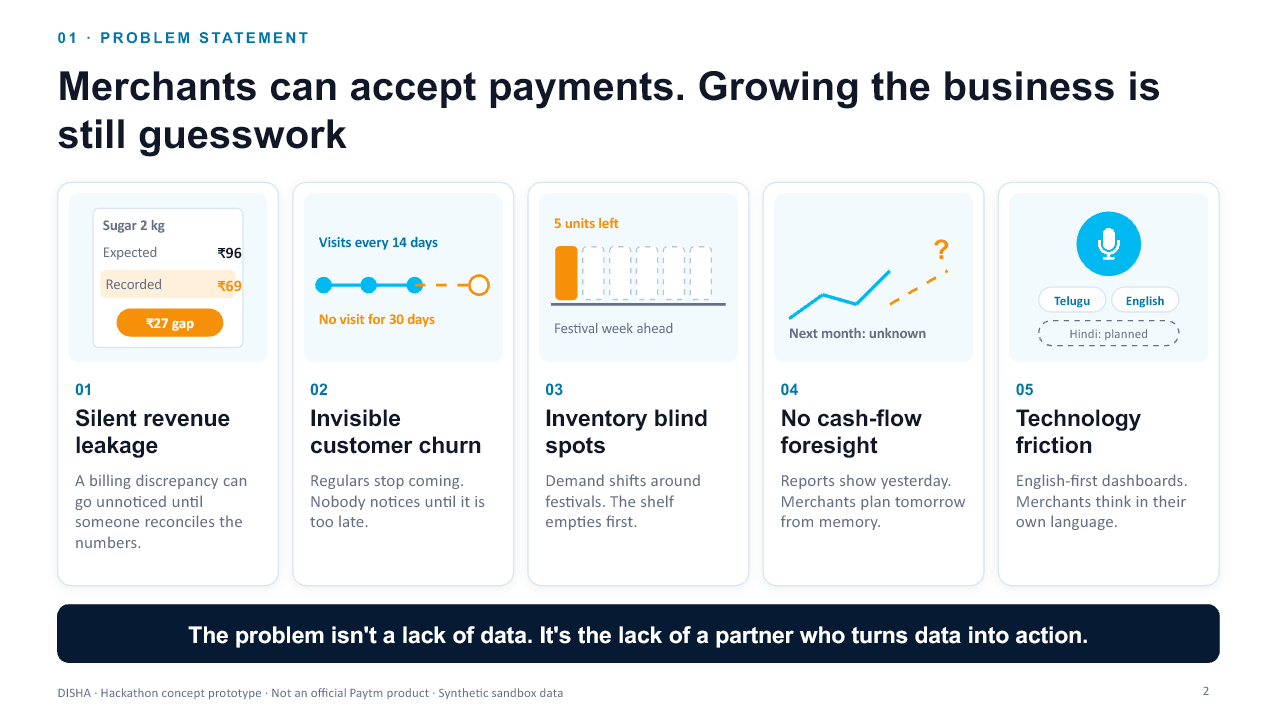 01 · PROBLEM STATEMENT
Merchants can accept payments. Growing the business is
still guesswork
Sugar 2 kg
Expected ₹96
Recorded ₹69
₹27 gap
01
Silent revenue
leakage
A billing discrepancy can
go unnoticed until
someone reconciles the
numbers.
Visits every 14 days
No visit for 30 days
02
Invisible
customer churn
Regulars stop coming.
Nobody notices until it is
too late.
5 units left
Festival week ahead
03
Inventory blind
spots
Demand shifts around
festivals. The shelf
empties first.
?
Next month: unknown
04
No cash-flow
foresight
Reports show yesterday.
Merchants plan tomorrow
from memory.
Telugu English
Hindi: planned
05
Technology
friction
English-first dashboards.
Merchants think in their
own language.
The problem isn't a lack of data. It's the lack of a partner who turns data into action.
DISHA · Hackathon concept prototype · Not an official Paytm product · Synthetic sandbox data
2